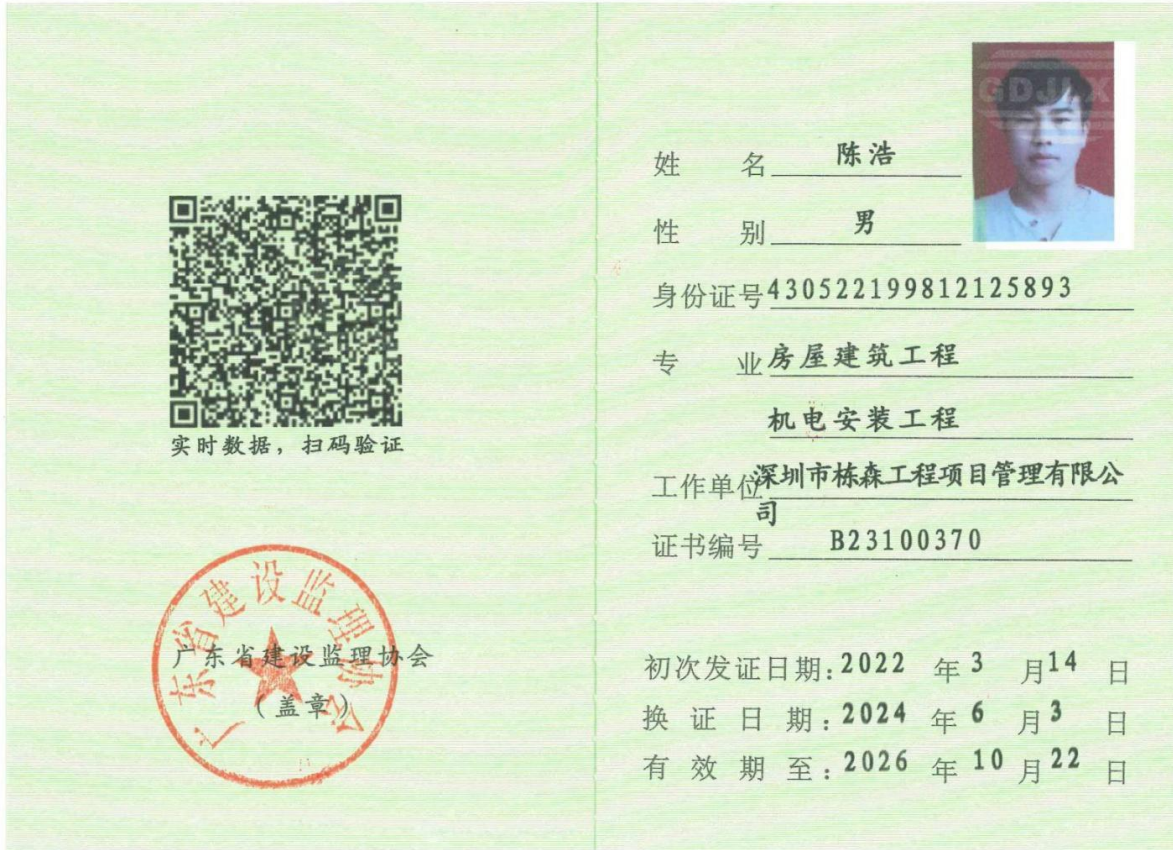 实时数据，扫码验证
广东省建设监理协会
广东省建设监理协会
（盖章）
GDJLX
姓 名 陈浩
性 别 男
身份证号 430522199812125893
专 业 房屋建筑工程
机电安装工程
工作单位 深圳市栋森工程项目管理有限公
司
证书编号 B23100370
初次发证日期：2022 年 3 月 14 日
换 证 日 期：2024 年 6 月 3 日
有 效 期 至：2026 年 10 月 22 日